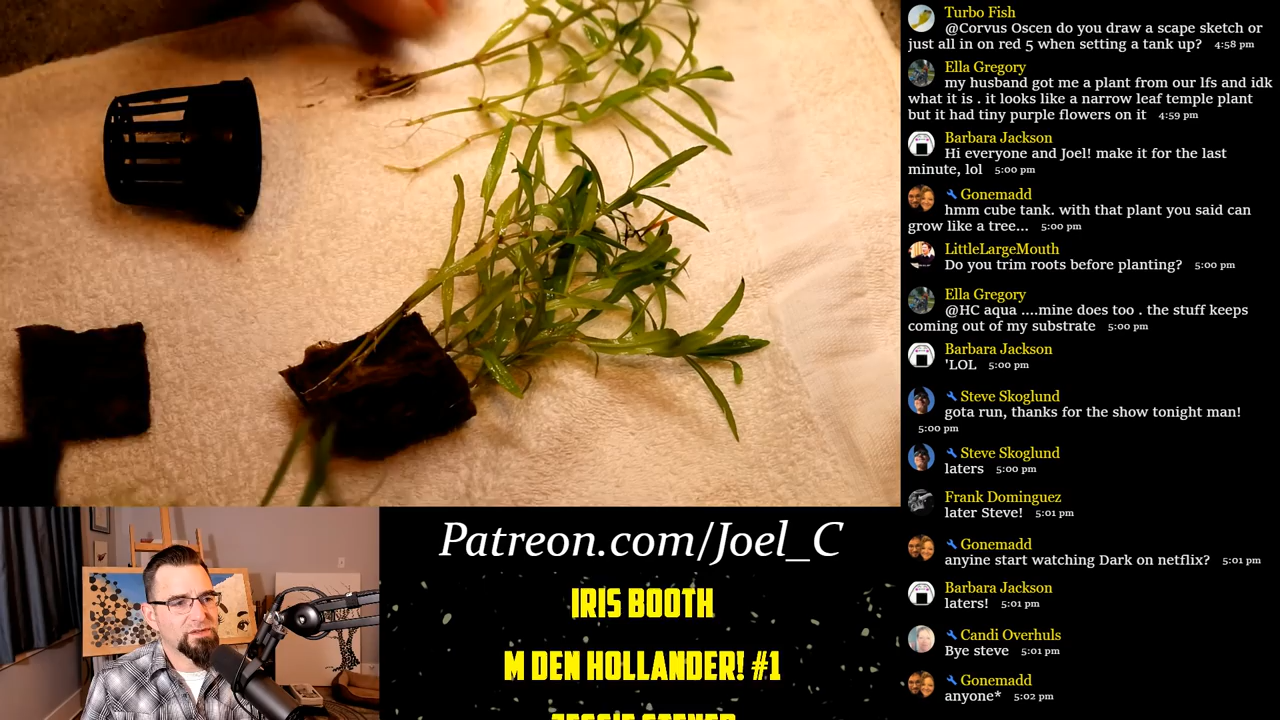 Turbo Fish
@Corvus Oscen do you draw a scape sketch or
just all in on red 5 when setting a tank up? 4:58 pm
Ella Gregory
my husband got me a plant from our lfs and idk
what it is . it looks like a narrow leaf temple plant
but it had tiny purple flowers on it 4:59 pm
Barbara Jackson
Hi everyone and Joel! make it for the last
minute, lol 5:00 pm
Gonemadd
hmm cube tank. with that plant you said can
grow like a tree... 5:00 pm
LittleLargeMouth
Do you trim roots before planting? 5:00 pm
Ella Gregory
@HC aqua ....mine does too . the stuff keeps
coming out of my substrate 5:00 pm
Barbara Jackson
'LOL 5:00 pm
Steve Skoglund
gota run, thanks for the show tonight man!
5:00 pm
Steve Skoglund
laters 5:00 pm
Frank Dominguez
later Steve! 5:01 pm
Gonemadd
anyine start watching Dark on netflix? 5:01 pm
Barbara Jackson
laters! 5:01 pm
Candi Overhuls
Bye steve 5:01 pm
Gonemadd
anyone* 5:02 pm
Patreon.com/Joel_C
IRIS BOOTH
M DEN HOLLANDER! #1